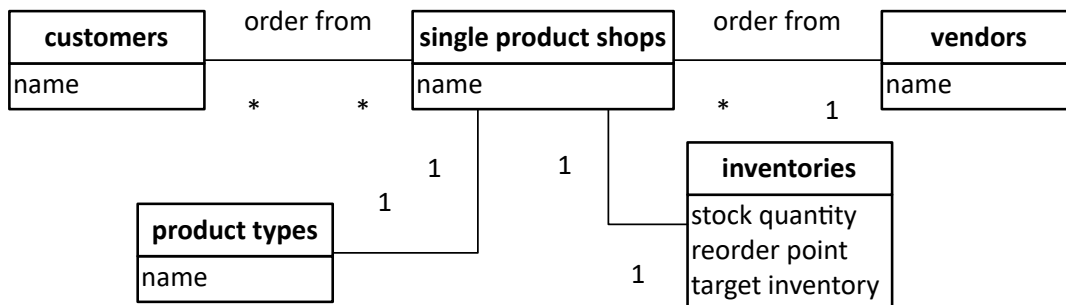 customers
name
order from
*
*
single product shops
name
order from
*
1
vendors
name
1
1
product types
name
1
1
inventories
stock quantity
reorder point
target inventory